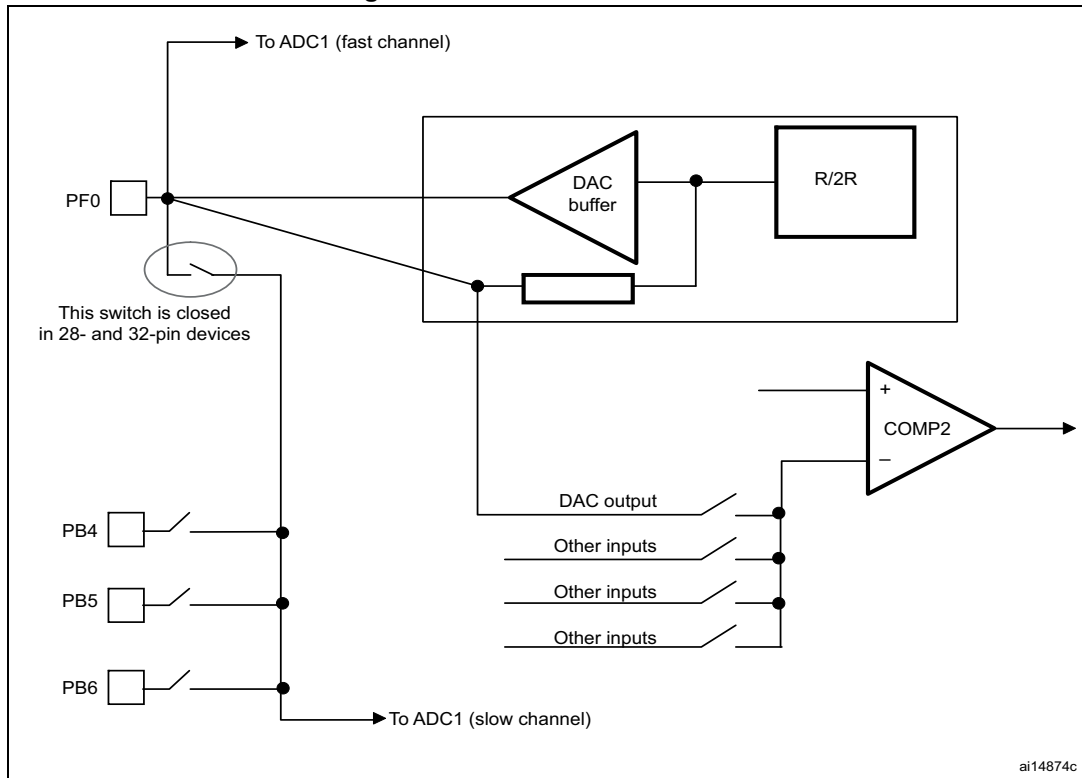 To ADC1 (fast channel)
DAC
buffer
R/2R
PF0
This switch is closed
in 28- and 32-pin devices
+
COMP2
–
DAC output
PB4
Other inputs
PB5
Other inputs
Other inputs
PB6
To ADC1 (slow channel)
ai14874c